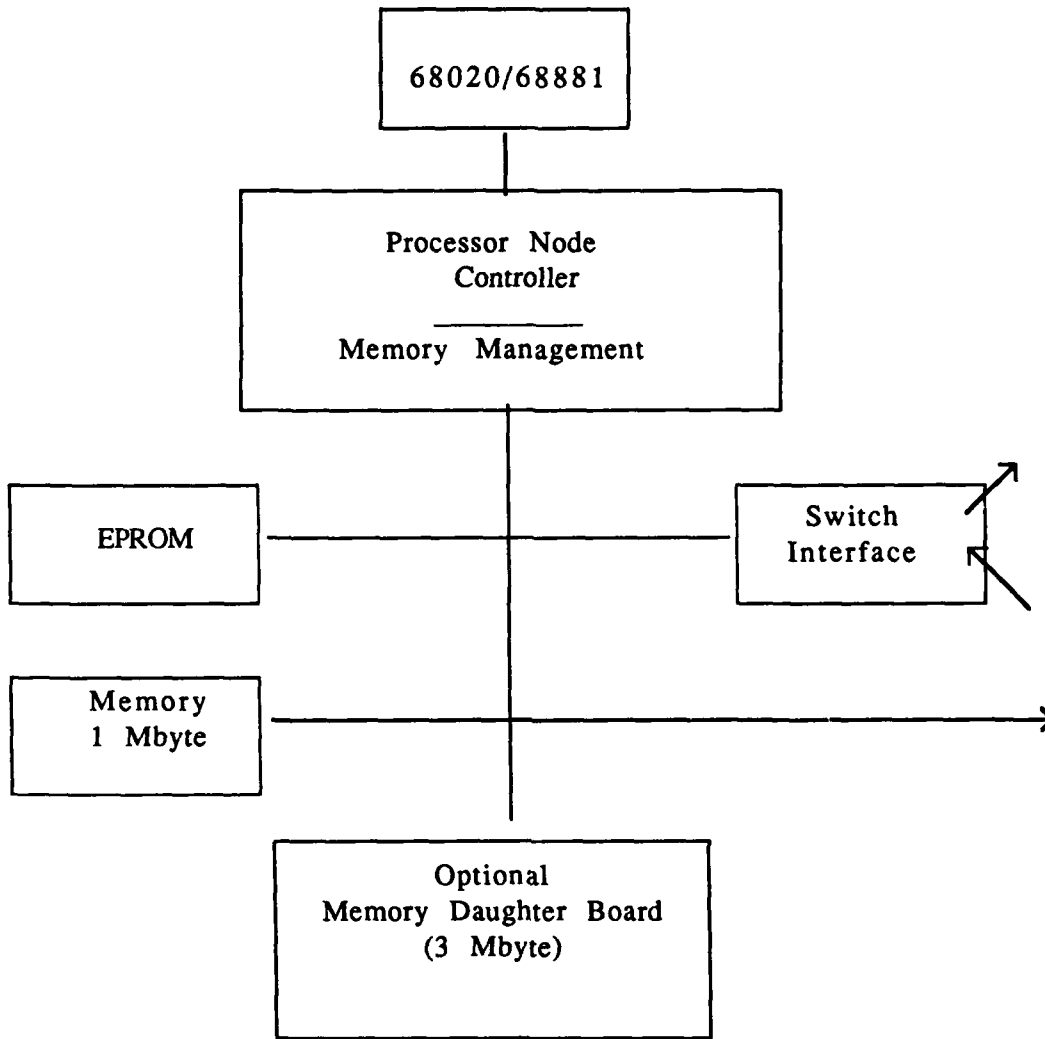 68020/68881
Processor Node
Controller
Memory Management
EPROM
Switch
Interface
Memory
1 Mbyte
Optional
Memory Daughter Board
(3 Mbyte)